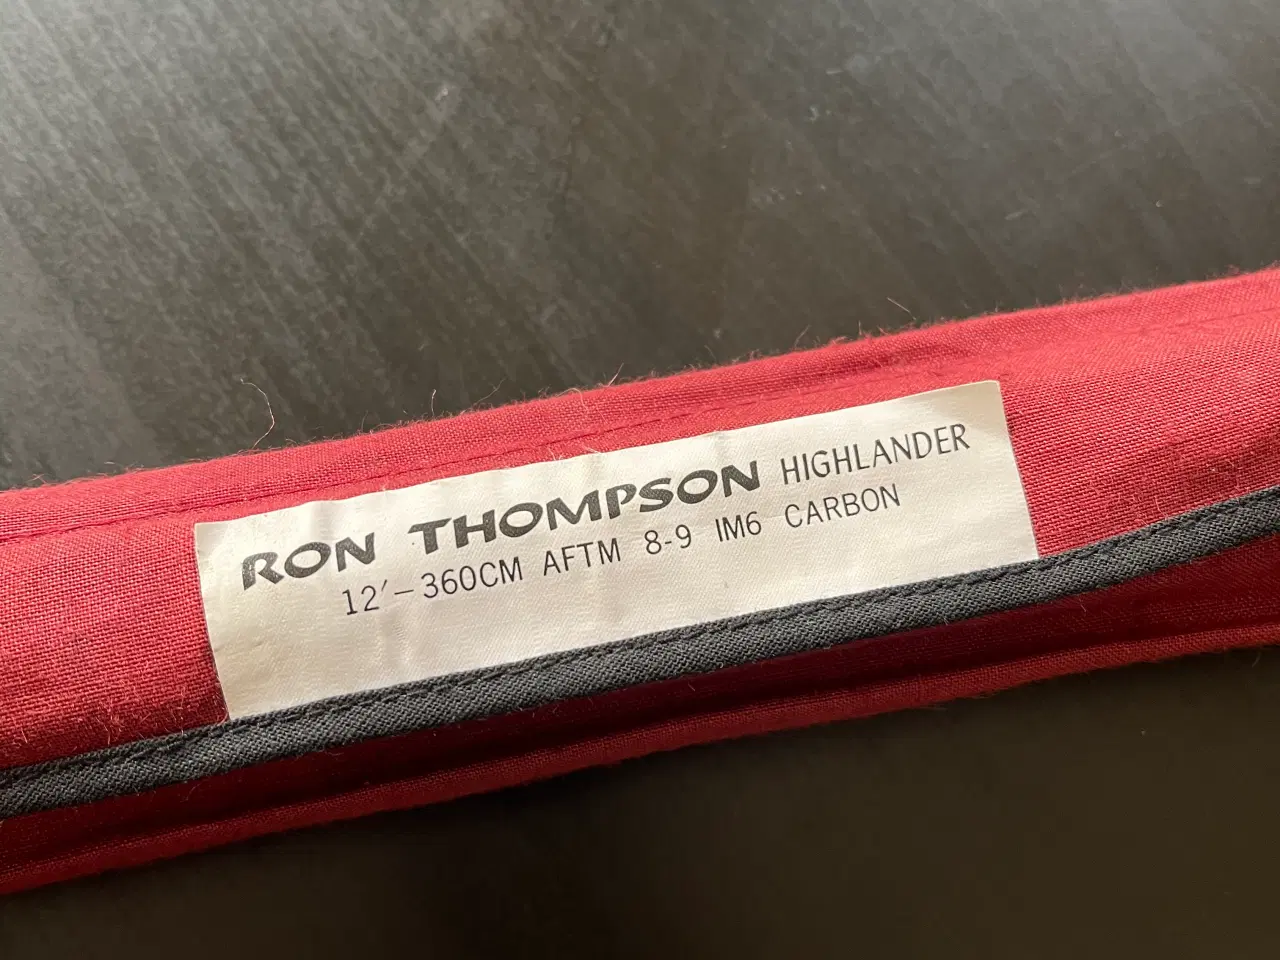 RON THOMPSON HIGHLANDER
12′–360CM AFTM 8-9 IM6 CARBON